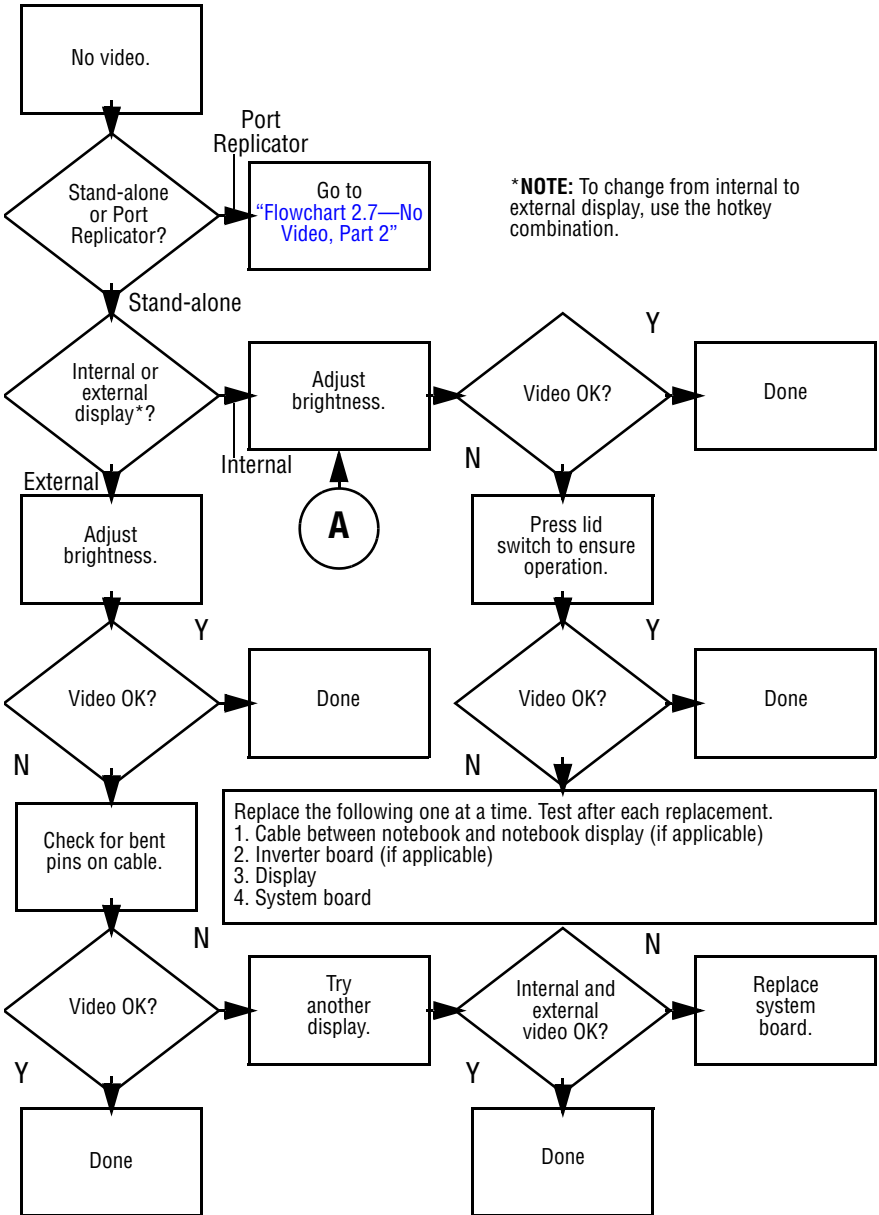 No video.
Port
Replicator
Stand-alone
or Port
Replicator?
Go to
“Flowchart 2.7—No
Video, Part 2”
*NOTE: To change from internal to
external display, use the hotkey
combination.
Stand-alone
Internal or
external
display*?
Internal
External
Adjust
brightness.
A
Video OK?
Y
Done
N
Press lid
switch to ensure
operation.
Video OK?
Y
Done
N
Replace the following one at a time. Test after each replacement.
1. Cable between notebook and notebook display (if applicable)
2. Inverter board (if applicable)
3. Display
4. System board
Adjust
brightness.
Video OK?
Y
Done
N
Check for bent
pins on cable.
Video OK?
N
Try
another
display.
Internal and
external
video OK?
N
Replace
system
board.
Y
Done
Y
Done